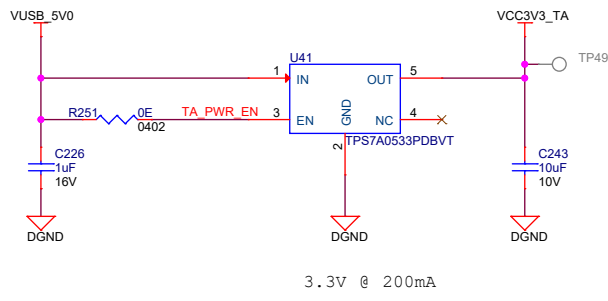 VUSB_5V0
VCC3V3_TA
U41
TP49
1
IN
OUT
5
R251
0E
TA_PWR_EN
3
EN
GND
NC
4
0402
2
TPS7A0533PDBVT
C226
1uF
16V
C243
10uF
10V
DGND
DGND
DGND
3.3V @ 200mA